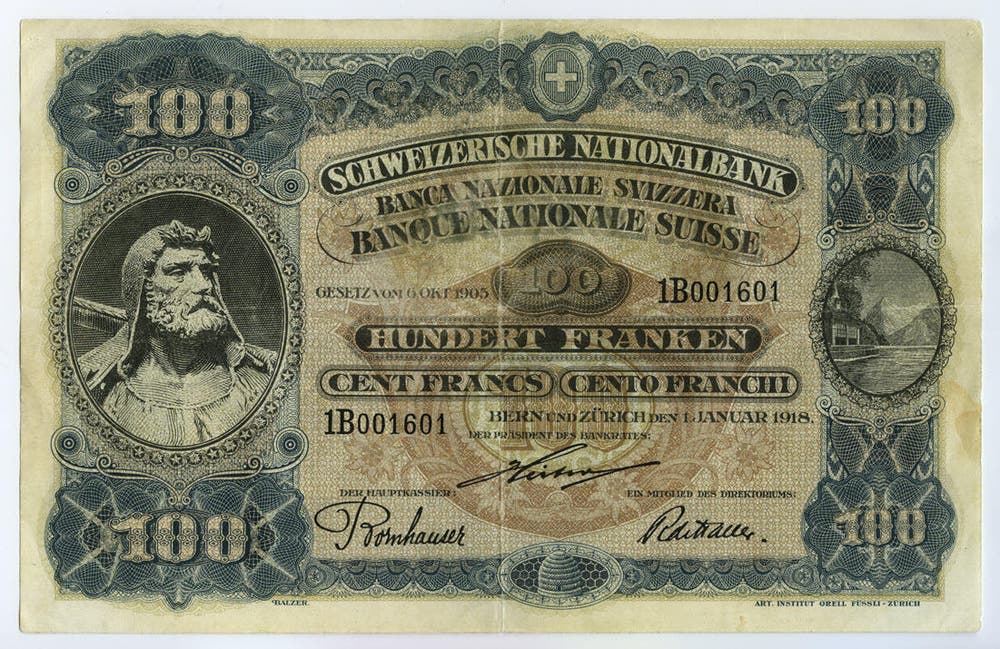 100
100
SCHWEIZERISCHE NATIONALBANK
BANCA NAZIONALE SVIZZERA
BANQUE NATIONALE SUISSE
100
GESETZ VOM 6 OKT. 1905
1B001601
HUNDERT FRANKEN
CENT FRANCS CENTO FRANCHI
1B001601
BERN UND ZÜRICH DEN 1. JANUAR 1918.
DER PRÄSIDENT DES BANKRATES:
DER HAUPTKASSIER:
EIN MITGLIED DES DIREKTORIUMS:
Bornhauser
100
100
BALZER.
ART. INSTITUT ORELL FÜSSLI - ZÜRICH